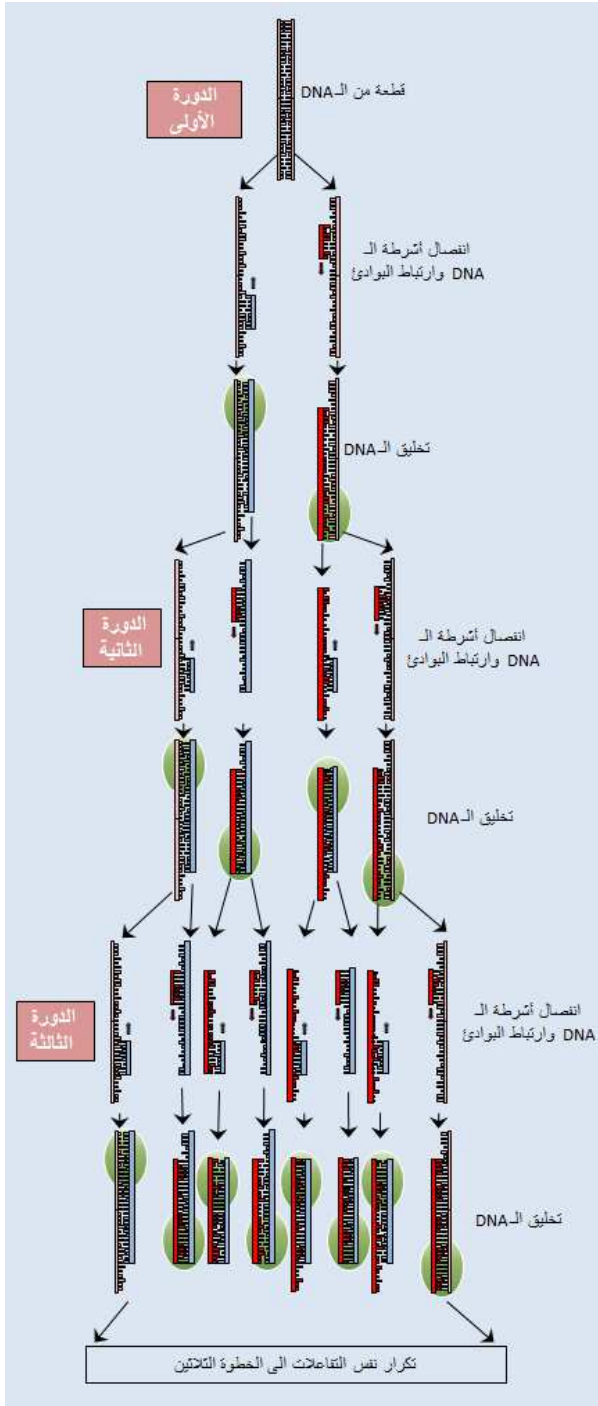 قطعة من الـDNA
الدورة
الأولى
انفصال أشرطة الـ
DNA وارتباط البوادئ
تخليق الـDNA
الدورة
الثانية
انفصال أشرطة الـ
DNA وارتباط البوادئ
تخليق الـDNA
الدورة
الثالثة
انفصال أشرطة الـ
DNA وارتباط البوادئ
تخليق الـDNA
تكرار نفس التفاعلات الى الخطوة الثلاثين